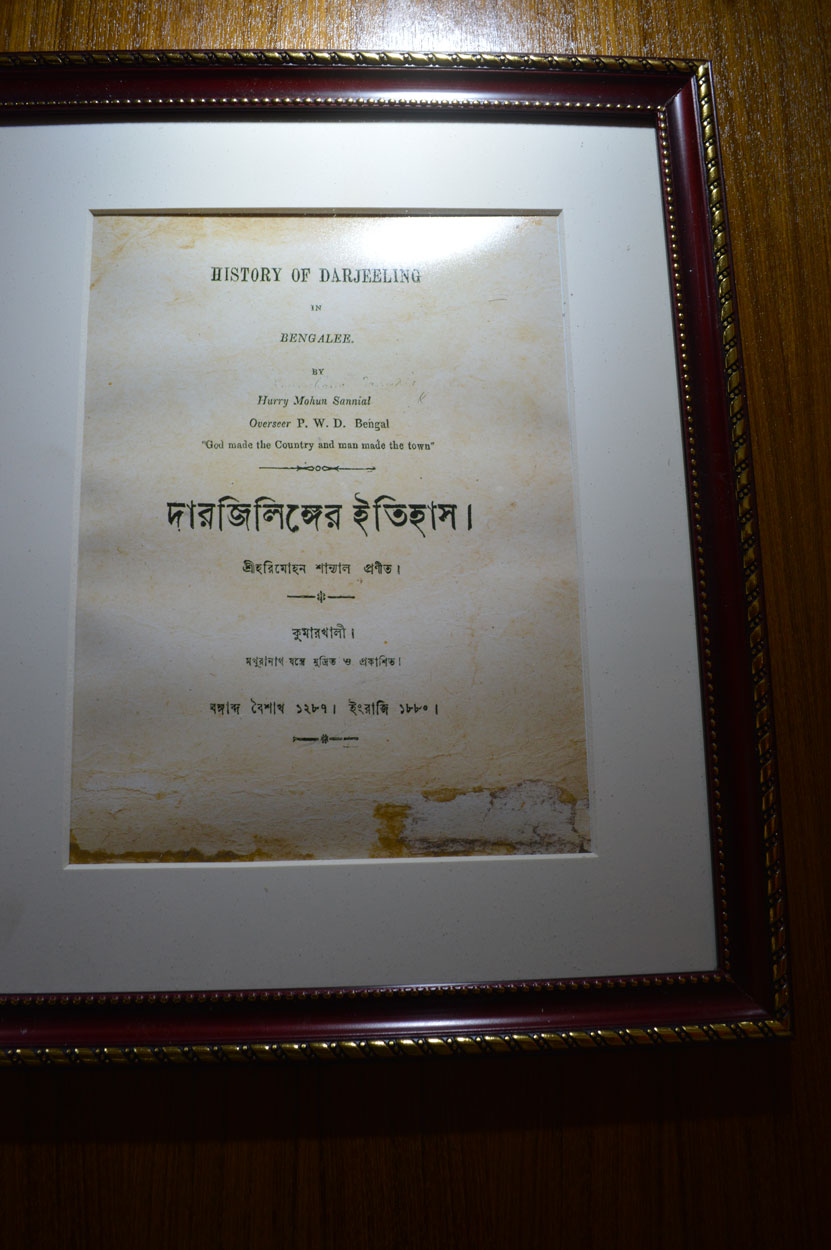 HISTORY OF DARJEELING
IN
BENGALEE.
BY
Hurry Mohun Sannial
Overseer P. W. D. Bengal
"God made the Country and man made the town"
দারজিলিঙ্গের ইতিহাস।
শ্রীহরিমোহন শান্যাল প্রণীত।
কুমারখালী।
মথুরানাথ যন্ত্রে মুদ্রিত ও প্রকাশিত।
বঙ্গাব্দ বৈশাখ ১২৮৭। ইংরাজি ১৮৮০।